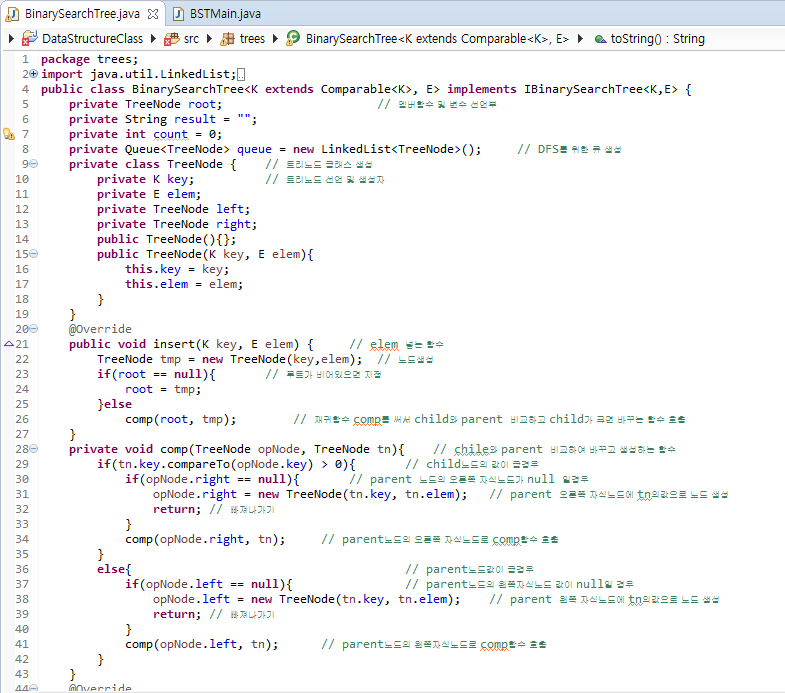 BinarySearchTree.java BSTMain.java
DataStructureClass src trees BinarySearchTree<K extends Comparable<K>, E> toString() : String
1 package trees;
2 import java.util.LinkedList;
4 public class BinarySearchTree<K extends Comparable<K>, E> implements IBinarySearchTree<K,E> {
5 private TreeNode root; // 멤버함수 및 변수 선언부
6 private String result = "";
7 private int count = 0;
8 private Queue<TreeNode> queue = new LinkedList<TreeNode>(); // DFS를 위한 큐 생성
9 private class TreeNode { // 트리노드 클래스 생성
10 private K key; // 트리노드 선언 및 생성자
11 private E elem;
12 private TreeNode left;
13 private TreeNode right;
14 public TreeNode(){};
15 public TreeNode(K key, E elem){
16 this.key = key;
17 this.elem = elem;
18 }
19 }
20 @Override
21 public void insert(K key, E elem) { // elem 넣는 함수
22 TreeNode tmp = new TreeNode(key,elem); // 노드생성
23 if(root == null){ // 루트가 비어있으면 지정
24 root = tmp;
25 }else
26 comp(root, tmp); // 재귀함수 comp를 써서 child와 parent 비교하고 child가 크면 바꾸는 함수 호출
27 }
28 private void comp(TreeNode opNode, TreeNode tn){ // chile와 parent 비교하여 바꾸고 생성하는 함수
29 if(tn.key.compareTo(opNode.key) > 0){ // child노드의 값이 클경우
30 if(opNode.right == null){ // parent 노드의 오른쪽 자식노드가 null 일경우
31 opNode.right = new TreeNode(tn.key, tn.elem); // parent 오른쪽 자식노드에 tn의값으로 노드 생성
32 return; // 빠져나가기
33 }
34 comp(opNode.right, tn); // parent노드의 오른쪽 자식노드로 comp함수 호출
35 }
36 else{ // parent노드값이 클경우
37 if(opNode.left == null){ // parent노드의 왼쪽자식노드 값이 null일 경우
38 opNode.left = new TreeNode(tn.key, tn.elem); // parent 왼쪽 자식노드에 tn의값으로 노드 생성
39 return; // 빠져나가기
40 }
41 comp(opNode.left, tn); // parent노드의 왼쪽자식노드로 comp함수 호출
42 }
43 }
44 @Override